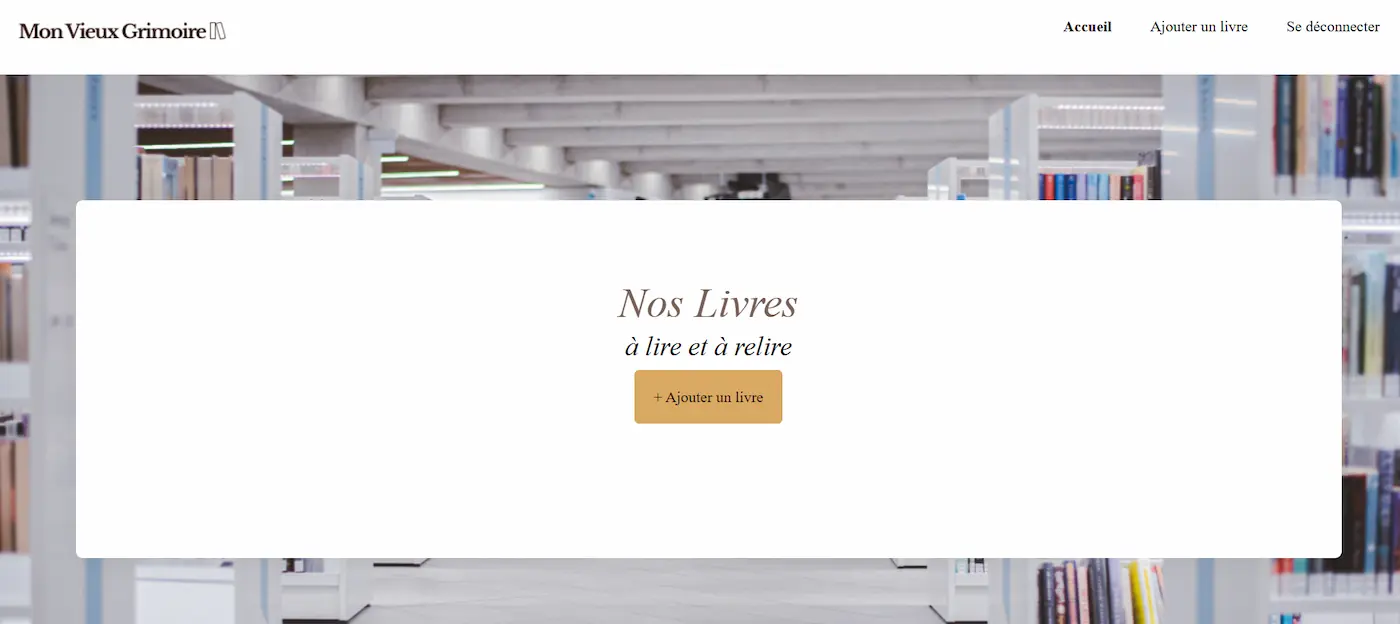 Mon Vieux Grimoire
Accueil
Ajouter un livre
Se déconnecter
Nos Livres
à lire et à relire
+ Ajouter un livre